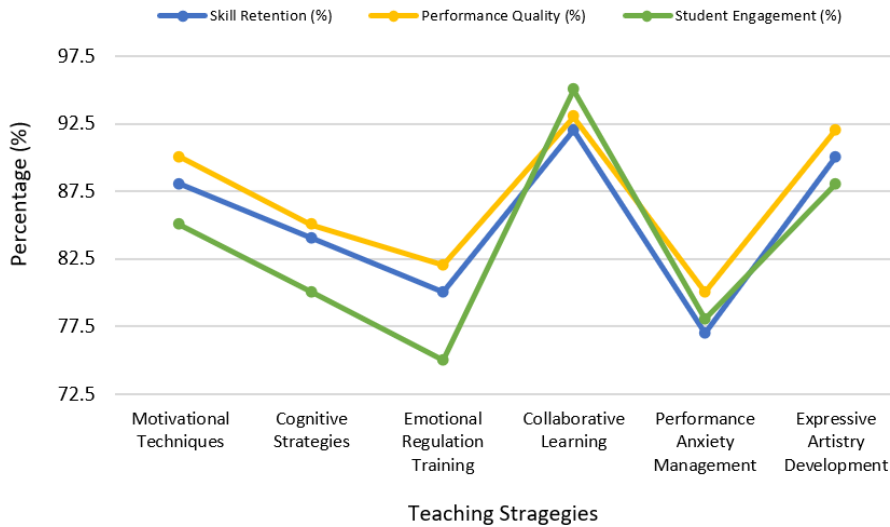 Skill Retention (%) Performance Quality (%) Student Engagement (%)
97.5
92.5
87.5
82.5
77.5
72.5
Percentage (%)
Motivational
Techniques
Cognitive
Strategies
Emotional
Regulation
Training
Collaborative
Learning
Performance
Anxiety
Management
Expressive
Artistry
Development
Teaching Stragegies